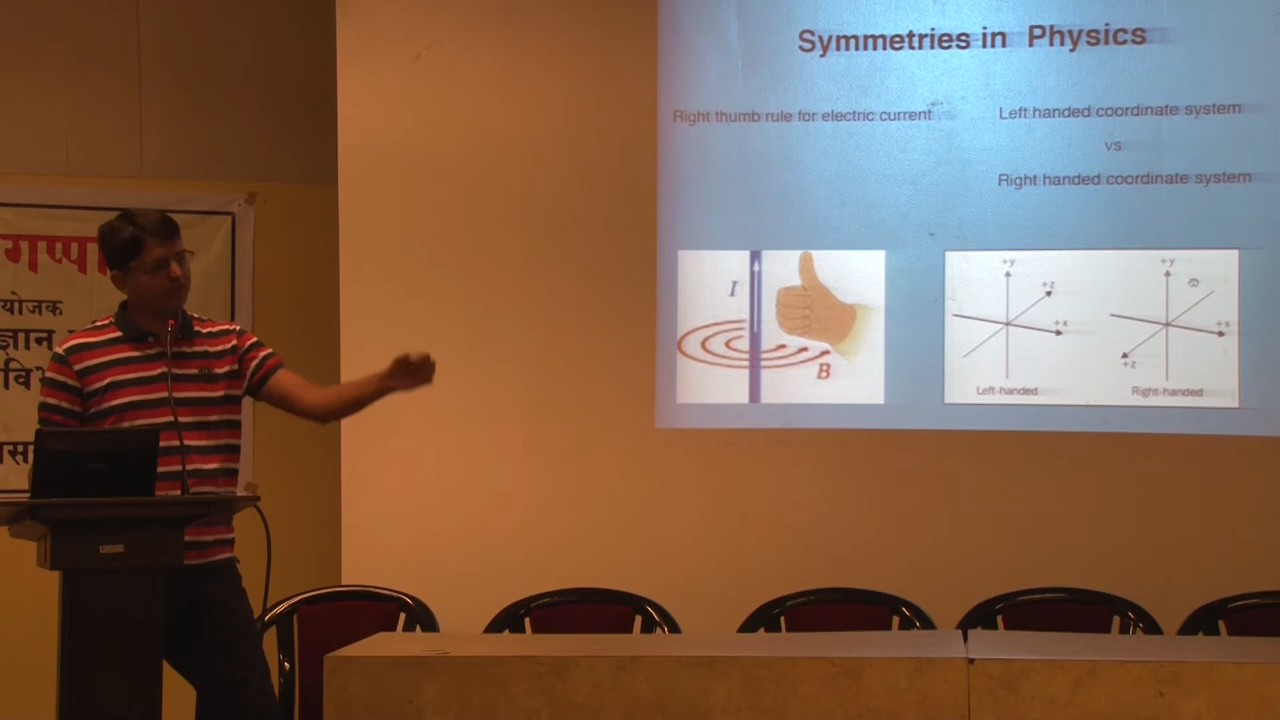 Symmetries in Physics
Right thumb rule for electric current
Left handed coordinate system
vs
Right handed coordinate system
I
B
+y
+z
+x
Left-handed
+y
+x
+z
Right-handed
गप्पा
योजक